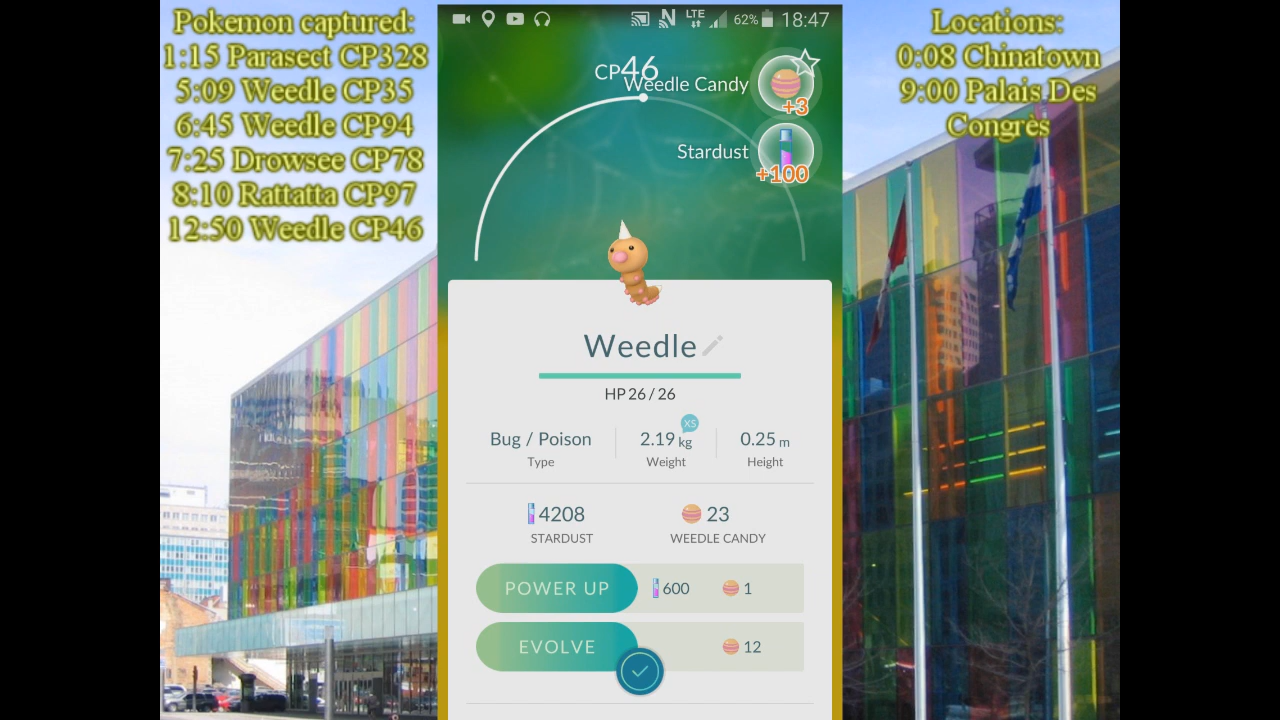 Pokemon captured:
1:15 Parasect CP328
5:09 Weedle CP35
6:45 Weedle CP94
7:25 Drowsee CP78
8:10 Rattatta CP97
12:50 Weedle CP46
LTE 62% 18:47
CP46
Weedle Candy
+3
Stardust
+100
Weedle
HP 26 / 26
XS
Bug / Poison 2.19 kg 0.25 m
Type Weight Height
4208 23
STARDUST WEEDLE CANDY
POWER UP 600 1
EVOLVE 12
Locations:
0:08 Chinatown
9:00 Palais Des
Congrès